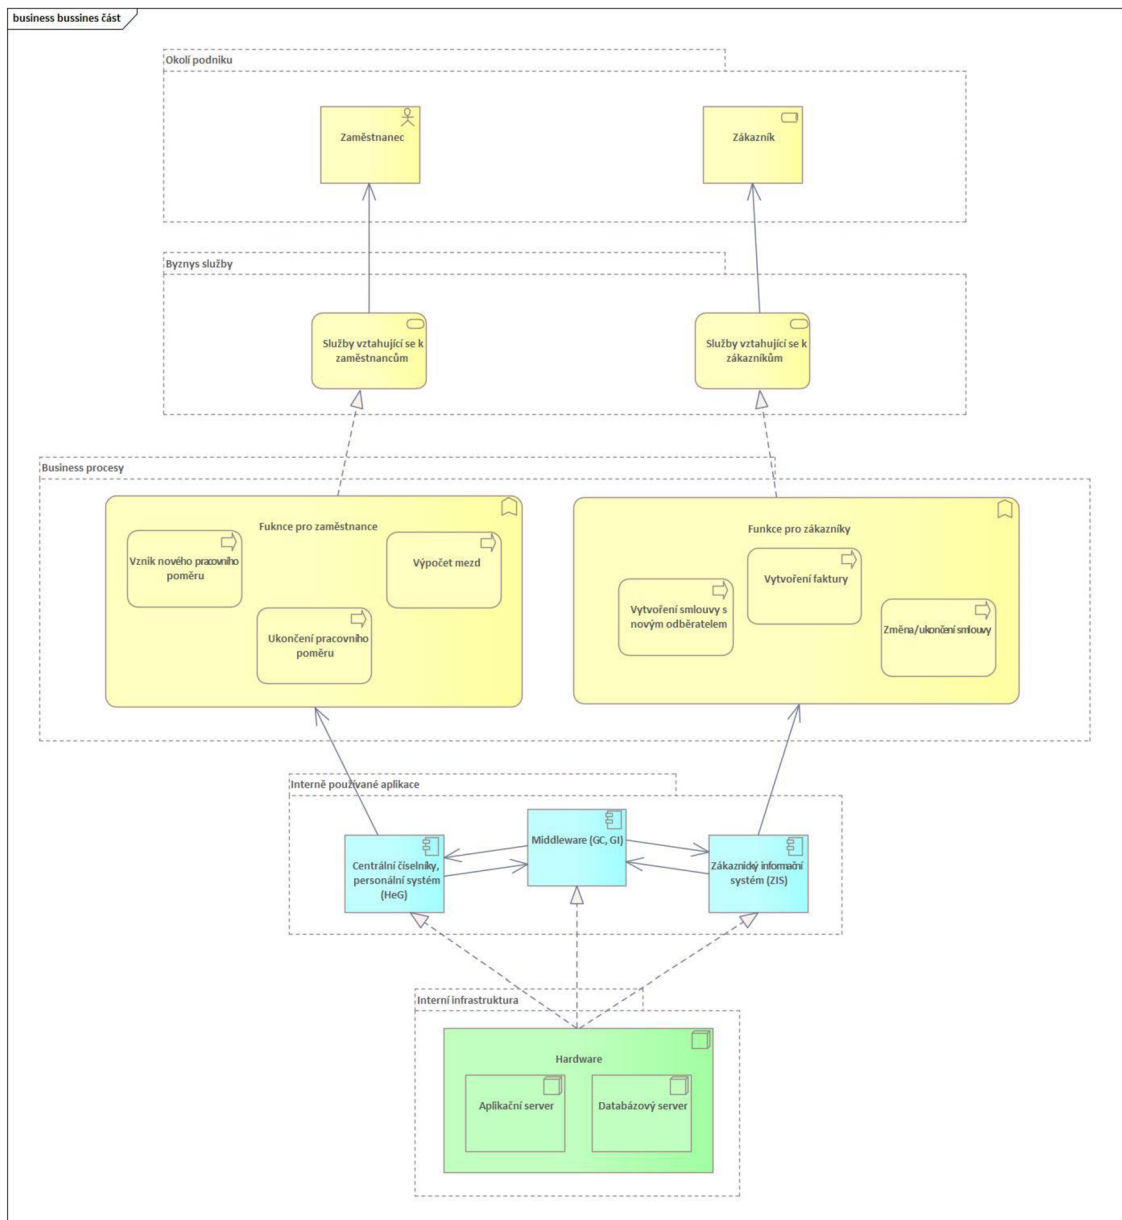 business bussines část
Okolí podniku
Zaměstnanec
Zákazník
Byznys služby
Služby vztahující se k
zaměstnancům
Služby vztahující se k
zákazníkům
Business procesy
Fuknce pro zaměstnance
Vznik nového pracovního
poměru
Výpočet mezd
Ukončení pracovního
poměru
Funkce pro zákazníky
Vytvoření faktury
Vytvoření smlouvy s
novým odběratelem
Změna/ukončení smlouvy
Interně používané aplikace
Middleware (GC, GI)
Centrální číselníky,
personální systém
(HeG)
Zákaznický informační
systém (ZIS)
Interní infrastruktura
Hardware
Aplikační server
Databázový server